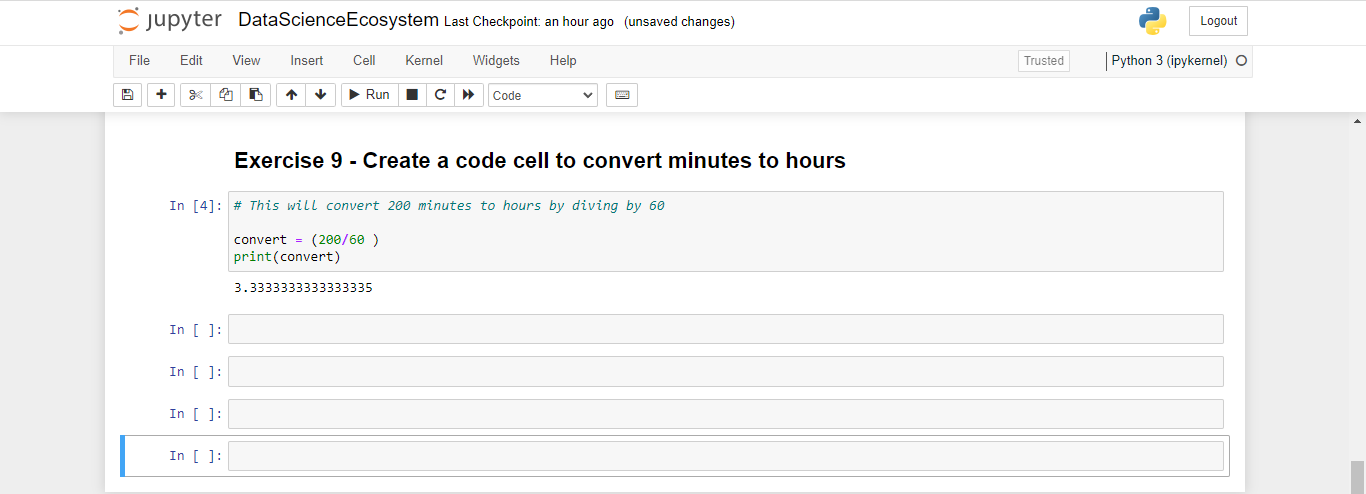 jupyter DataScienceEcosystem Last Checkpoint: an hour ago (unsaved changes) Logout
File Edit View Insert Cell Kernel Widgets Help Trusted Python 3 (ipykernel)
Run Code
Exercise 9 - Create a code cell to convert minutes to hours
In [4]: # This will convert 200 minutes to hours by diving by 60
convert = (200/60 )
print(convert)
3.3333333333333335
In [ ]:
In [ ]:
In [ ]:
In [ ]: